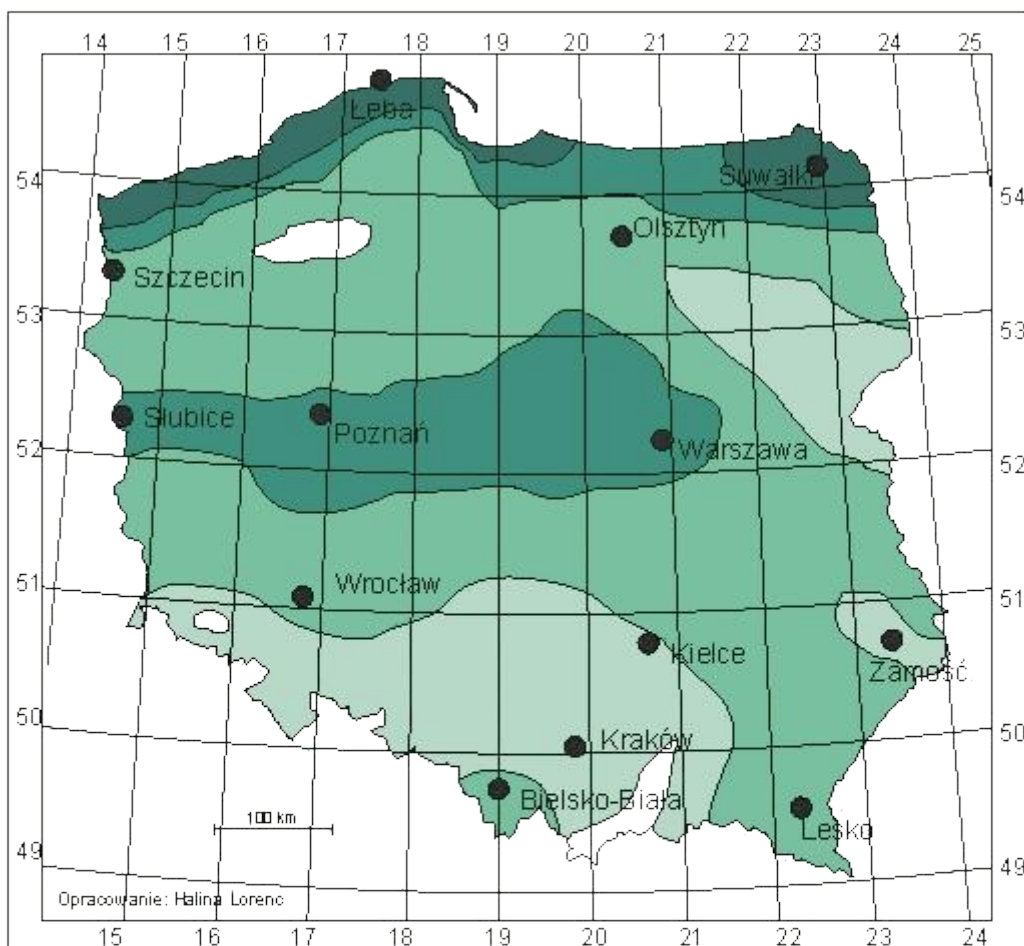 14 15 16 17 18 19 20 21 22 23 24 25
Łeba
54 Suwałki 54
Olsztyn
Szczecin
53 53
Słubice Poznań Warszawa
52 52
51 Wrocław 51
Kielce Zamość
50 Kraków 50
Bielsko-Biała
100 km Lesko
49 49
Opracowanie: Halina Lorenc
15 16 17 18 19 20 21 22 23 24